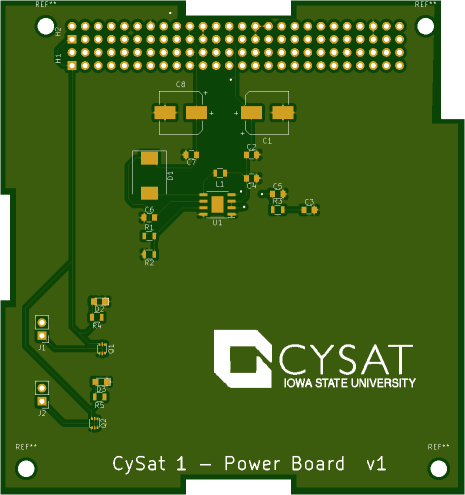 REF** REF**
H2
H1
C8
C1
C7 C2
D1
L1
C4
C5
C6 U1 R3 C3
R1
R2
D2
R4
J1 Q1
CYSAT
IOWA STATE UNIVERSITY
D3
R5
J2
Q2
REF** REF**
CySat 1 – Power Board v1